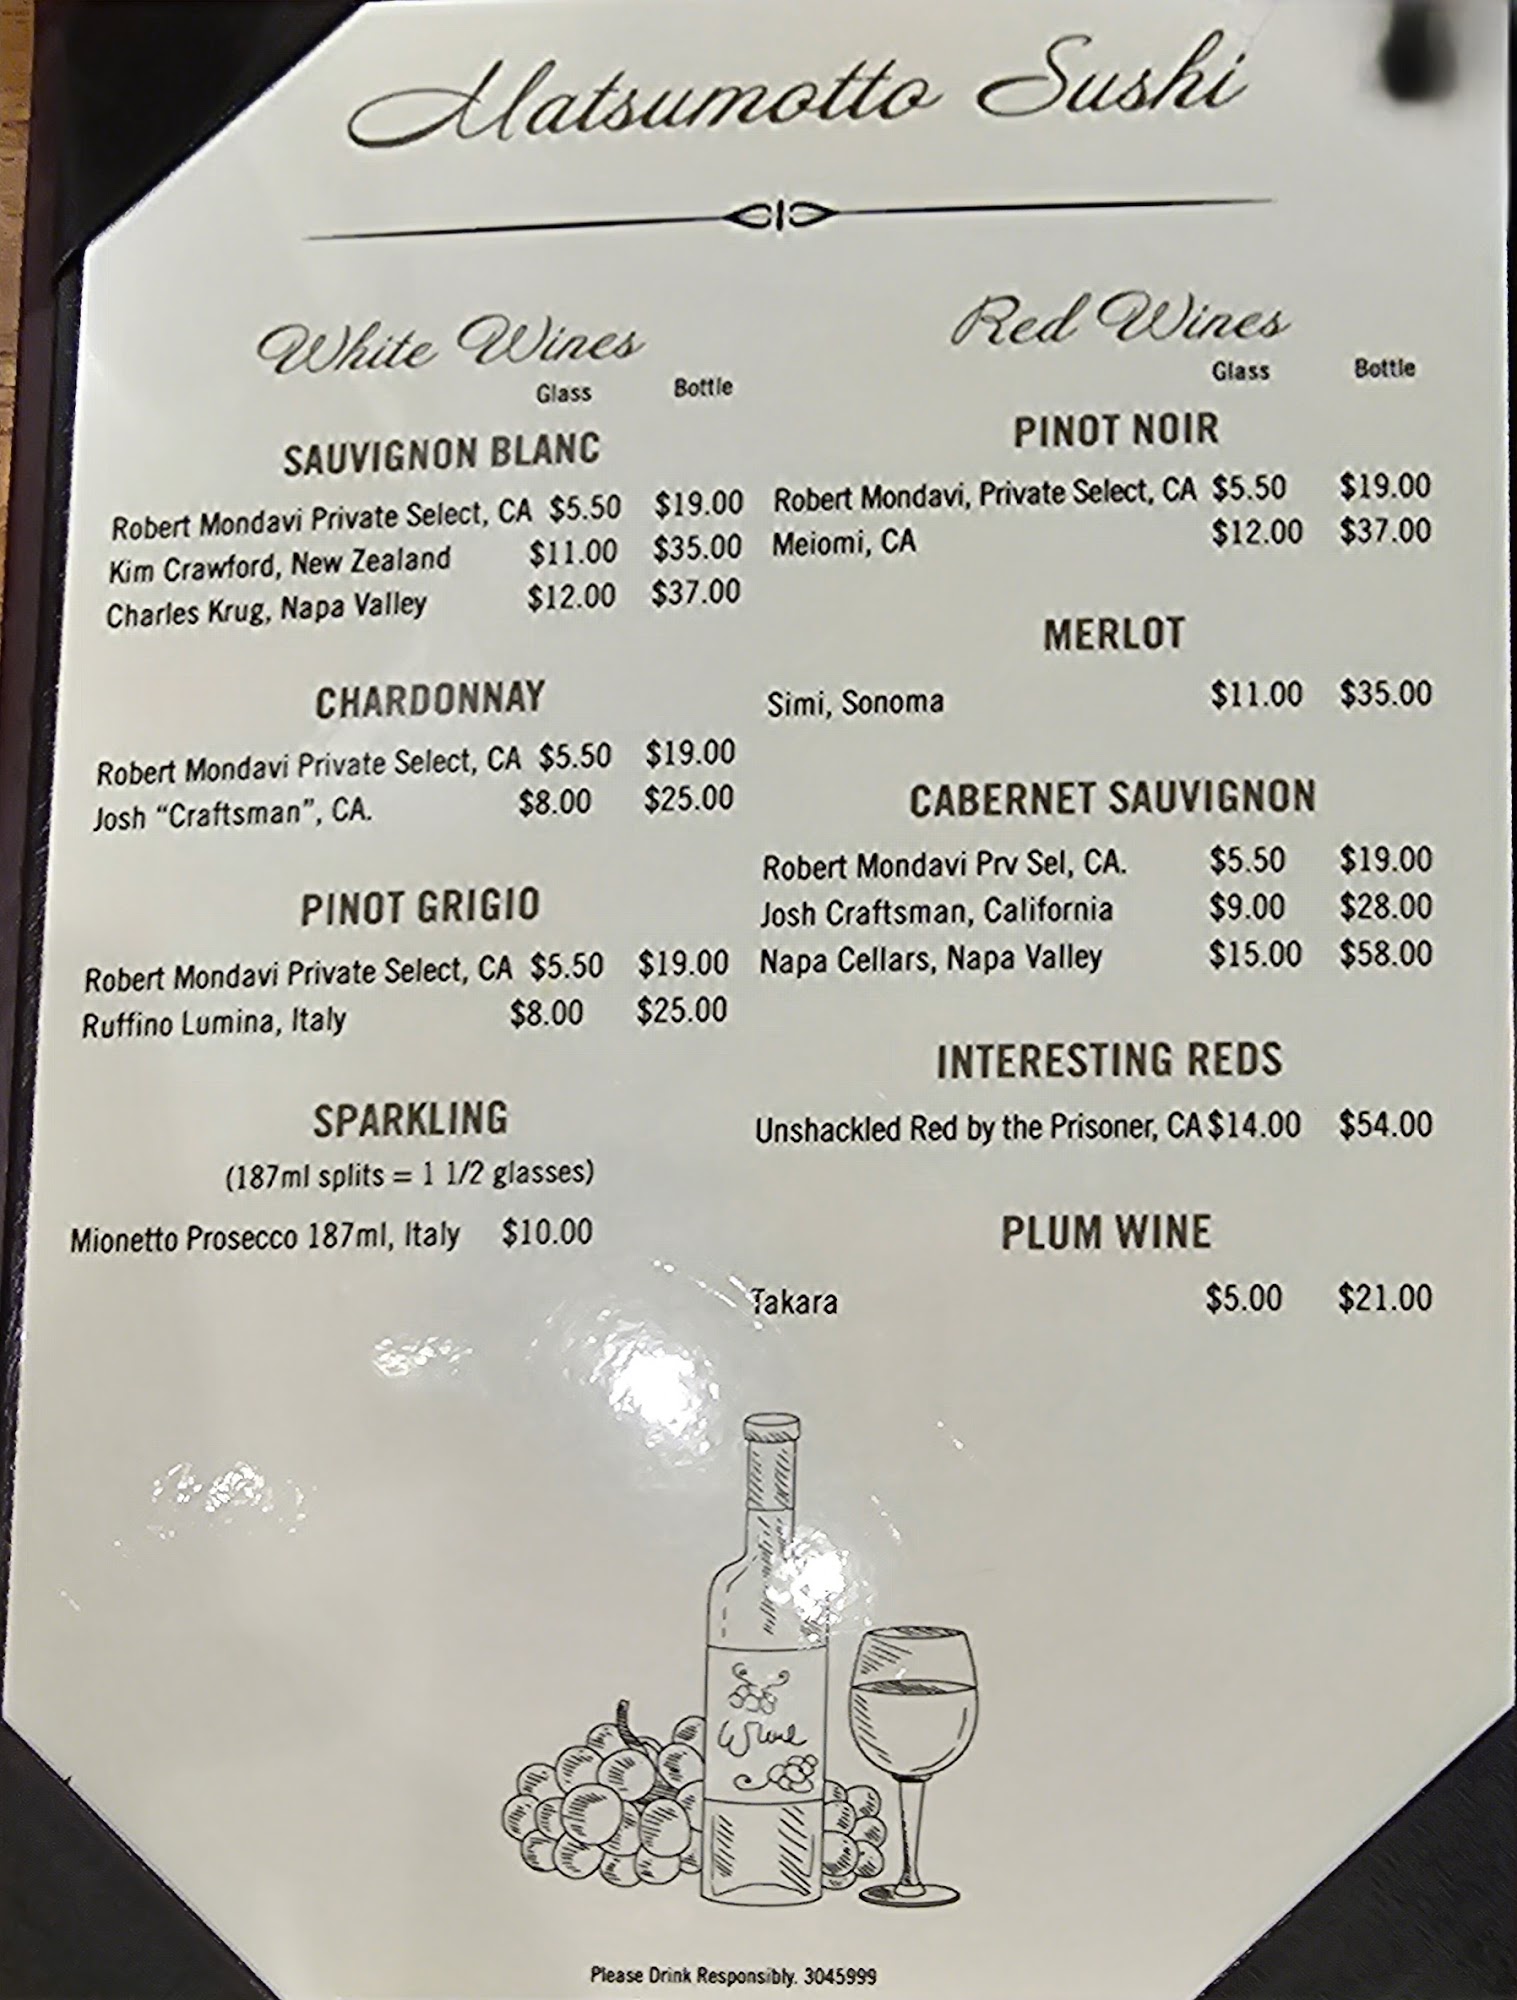 Matsumotto Sushi
White Wines
Glass Bottle
SAUVIGNON BLANC
Robert Mondavi Private Select, CA $5.50 $19.00
Kim Crawford, New Zealand $11.00 $35.00
Charles Krug, Napa Valley $12.00 $37.00
CHARDONNAY
Robert Mondavi Private Select, CA $5.50 $19.00
Josh “Craftsman”, CA. $8.00 $25.00
PINOT GRIGIO
Robert Mondavi Private Select, CA $5.50 $19.00
Ruffino Lumina, Italy $8.00 $25.00
SPARKLING
(187ml splits = 1 1/2 glasses)
Mionetto Prosecco 187ml, Italy $10.00
Red Wines
Glass Bottle
PINOT NOIR
Robert Mondavi, Private Select, CA $5.50 $19.00
Meiomi, CA $12.00 $37.00
MERLOT
Simi, Sonoma $11.00 $35.00
CABERNET SAUVIGNON
Robert Mondavi Prv Sel, CA. $5.50 $19.00
Josh Craftsman, California $9.00 $28.00
Napa Cellars, Napa Valley $15.00 $58.00
INTERESTING REDS
Unshackled Red by the Prisoner, CA $14.00 $54.00
PLUM WINE
Takara $5.00 $21.00
Wine
Please Drink Responsibly. 3045999